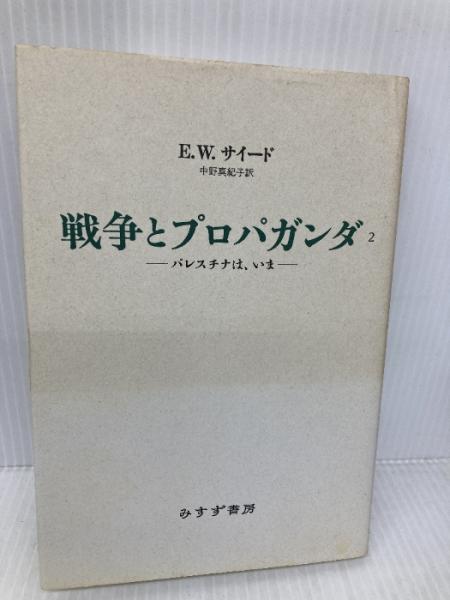 E.W. サイード
中野真紀子訳
戦争とプロパガンダ 2
―パレスチナは、いま―
みすず書房